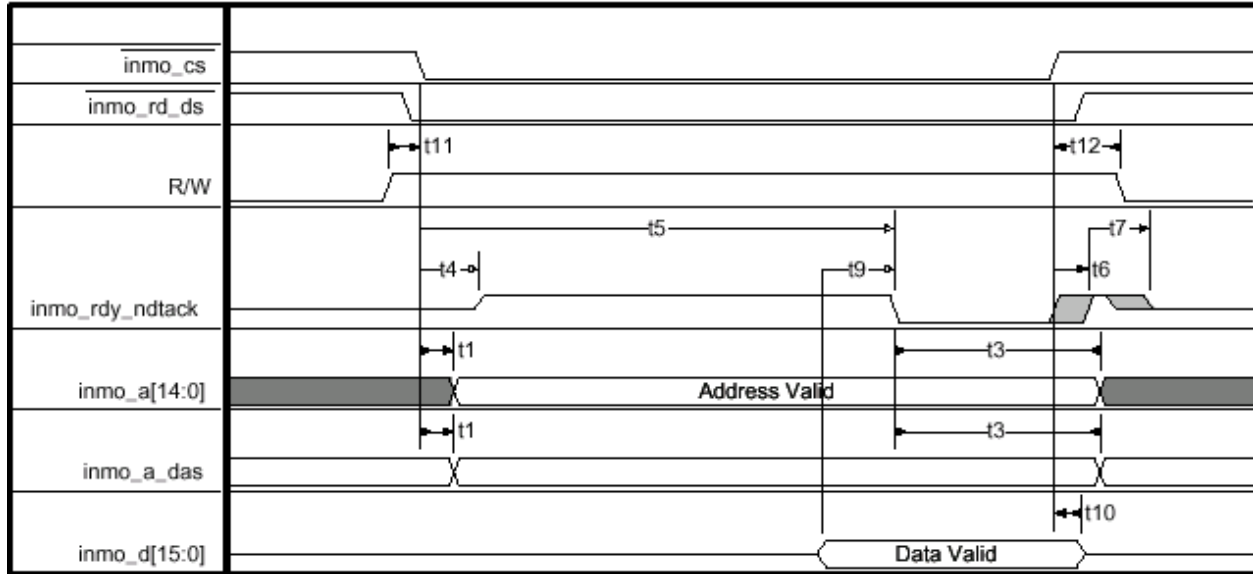 inmo_cs
inmo_rd_ds
t11 t12
R/W
t5 t7
t4 t9 t6
inmo_rdy_ndtack
t1 t3
inmo_a[14:0] Address Valid
t1 t3
inmo_a_das
t10
inmo_d[15:0] Data Valid